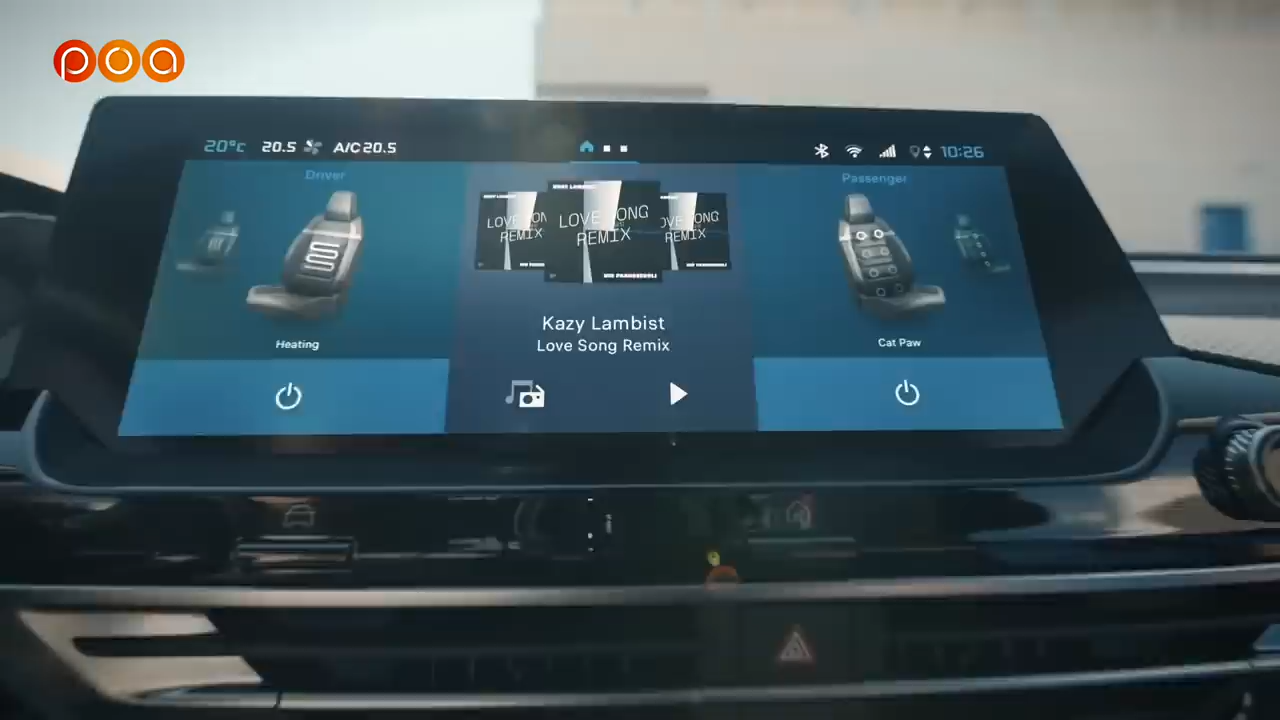 poa
20°c 20.5 A/C 20.5
10:26
Driver
Passenger
LOVE SONG
REMIX
Kazy Lambist
Love Song Remix
Heating
Cat Paw